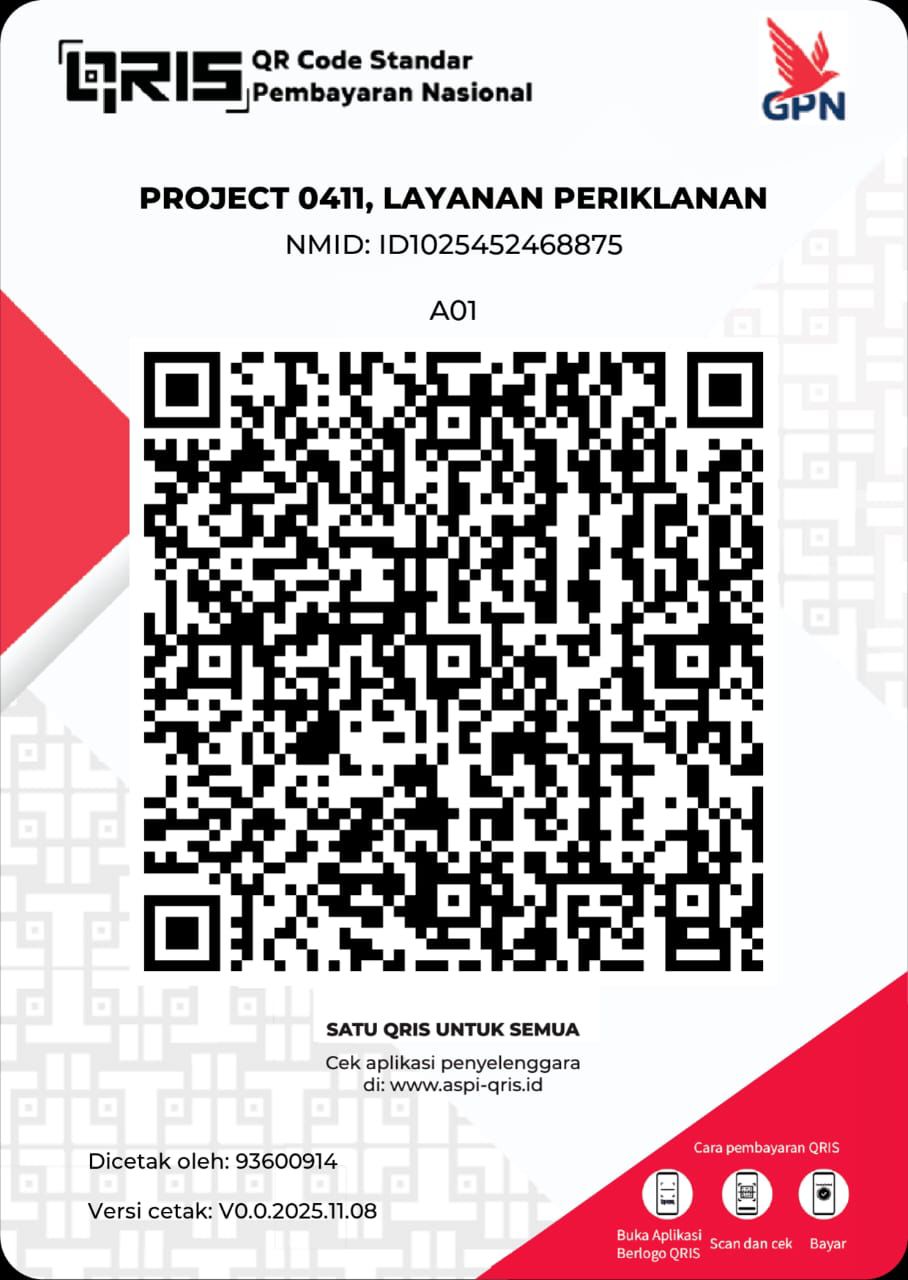 QRIS
QR Code Standar
Pembayaran Nasional
GPN
PROJECT 0411, LAYANAN PERIKLANAN
NMID: ID1025452468875
A01
SATU QRIS UNTUK SEMUA
Cek aplikasi penyelenggara
di: www.aspi-qris.id
Dicetak oleh: 93600914
Versi cetak: V0.0.2025.11.08
Cara pembayaran QRIS
Buka Aplikasi
Berlogo QRIS
Scan dan cek
Bayar